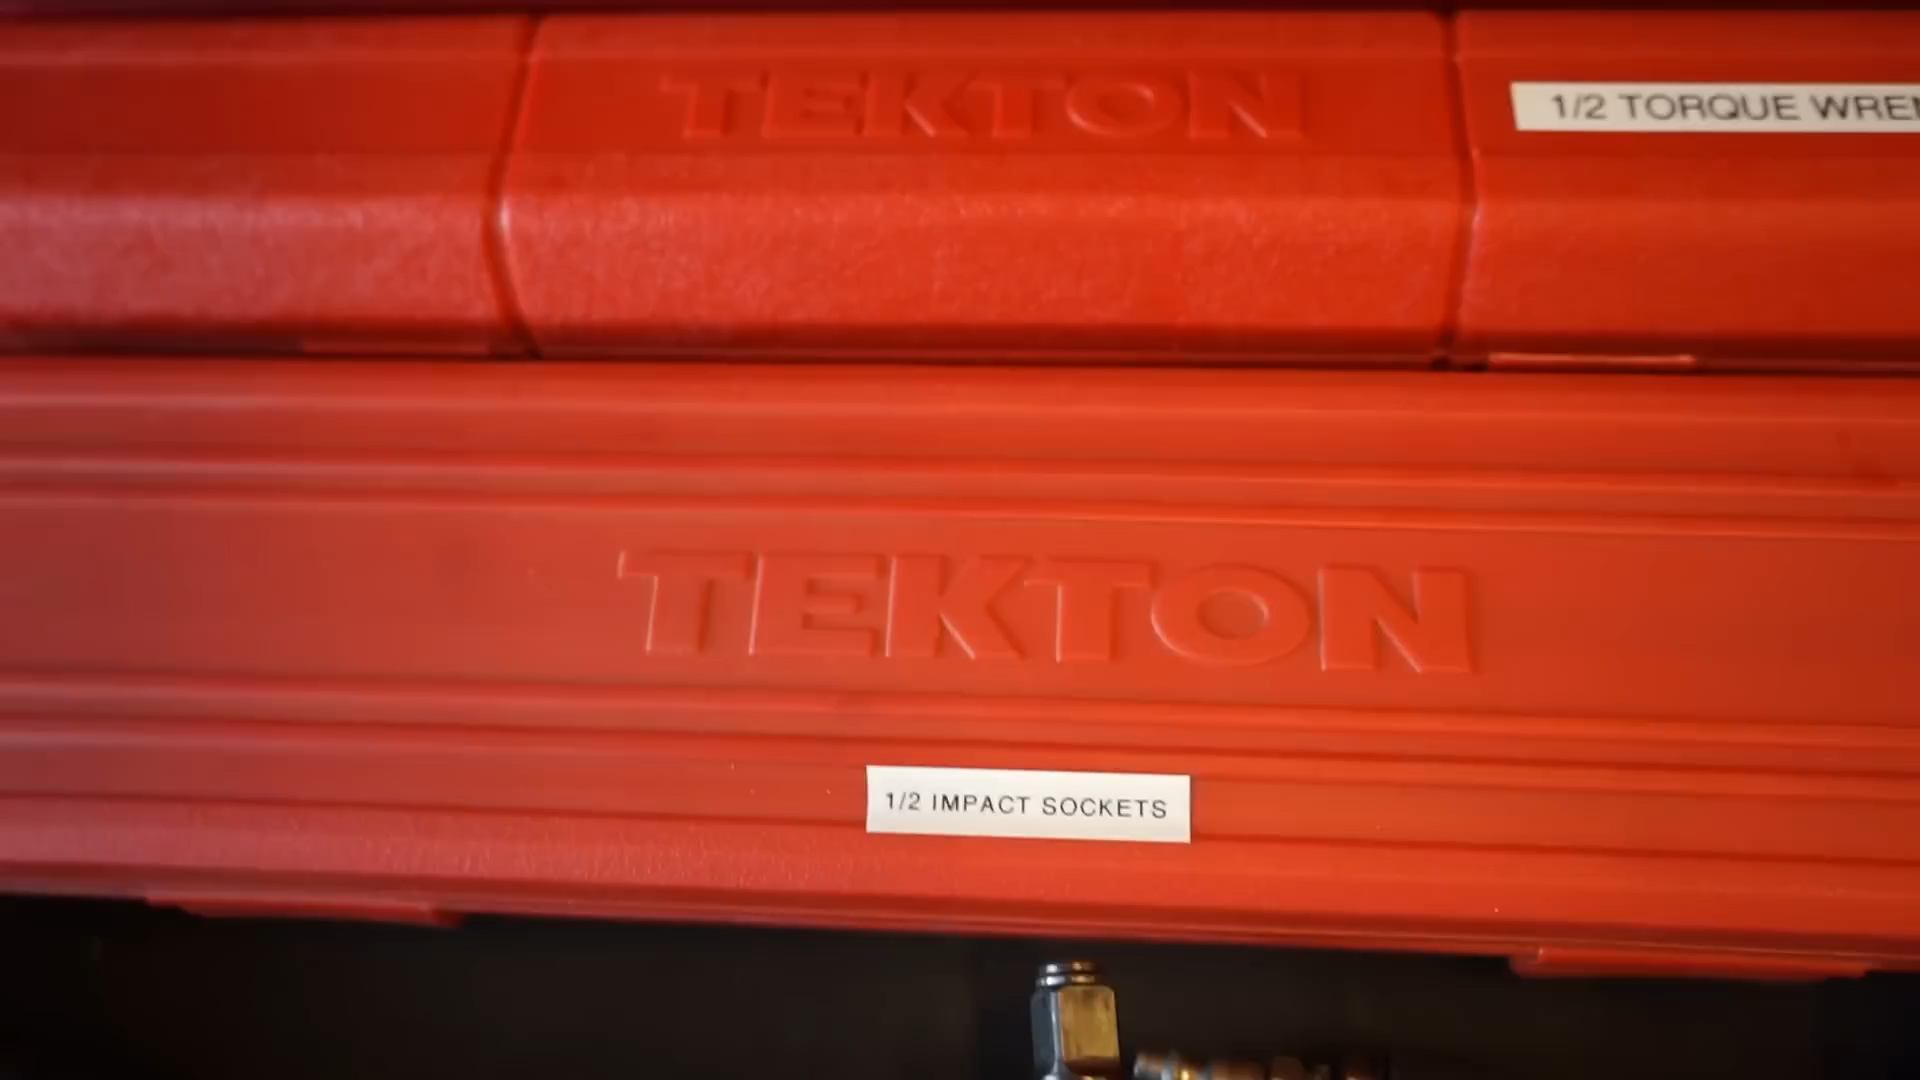 TEKTON
1/2 TORQUE
TEKTON
1/2 IMPACT SOCKETS